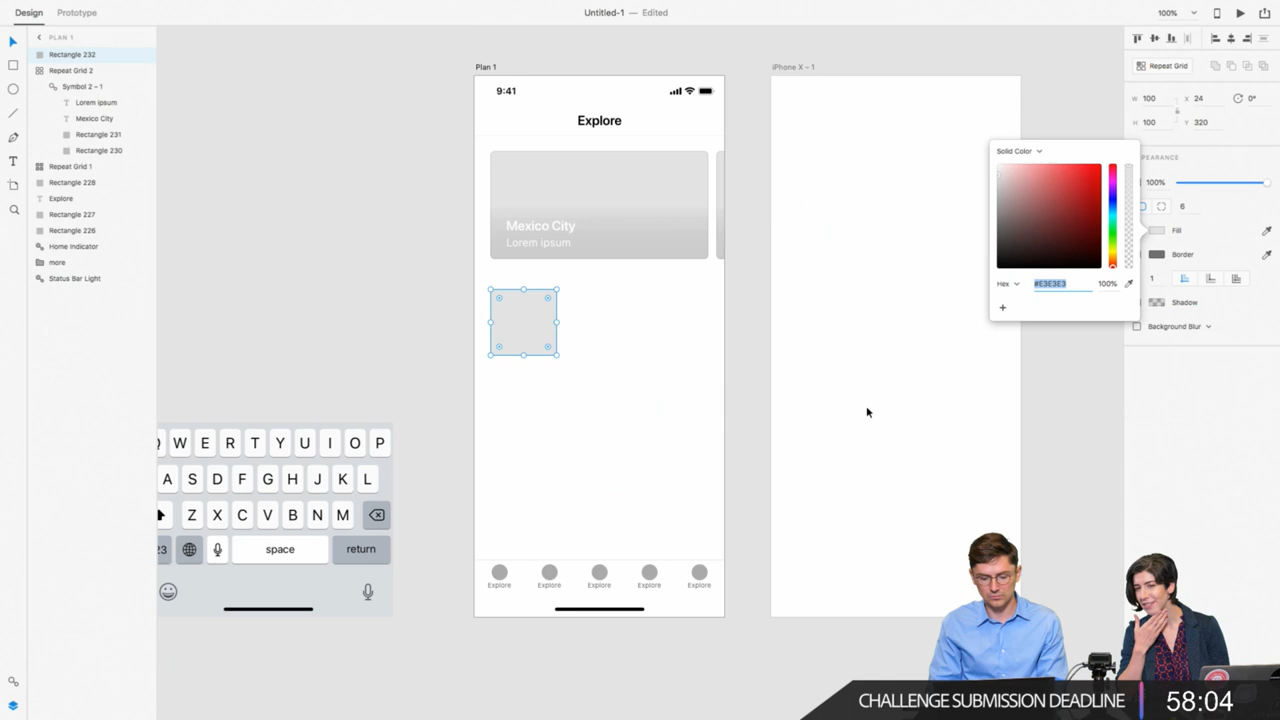 Design Prototype Untitled-1 — Edited 100%
PLAN 1
Rectangle 232
Repeat Grid 2
Symbol 2 – 1
Lorem ipsum
Mexico City
Rectangle 231
Rectangle 230
Repeat Grid 1
Rectangle 228
Explore
Rectangle 227
Rectangle 226
Home Indicator
more
Status Bar Light
Plan 1
9:41
Explore
Mexico City
Lorem ipsum
Explore Explore Explore Explore Explore
iPhone X – 1
W E R T Y U I O P
A S D F G H J K L
Z X C V B N M
23 space return
Solid Color
Hex #E3E3E3 100%
+
Repeat Grid
W 100 X 24 0°
H 100 Y 320
PEARANCE
100%
6
Fill
Border
1
Shadow
Background Blur
CHALLENGE SUBMISSION DEADLINE 58:04